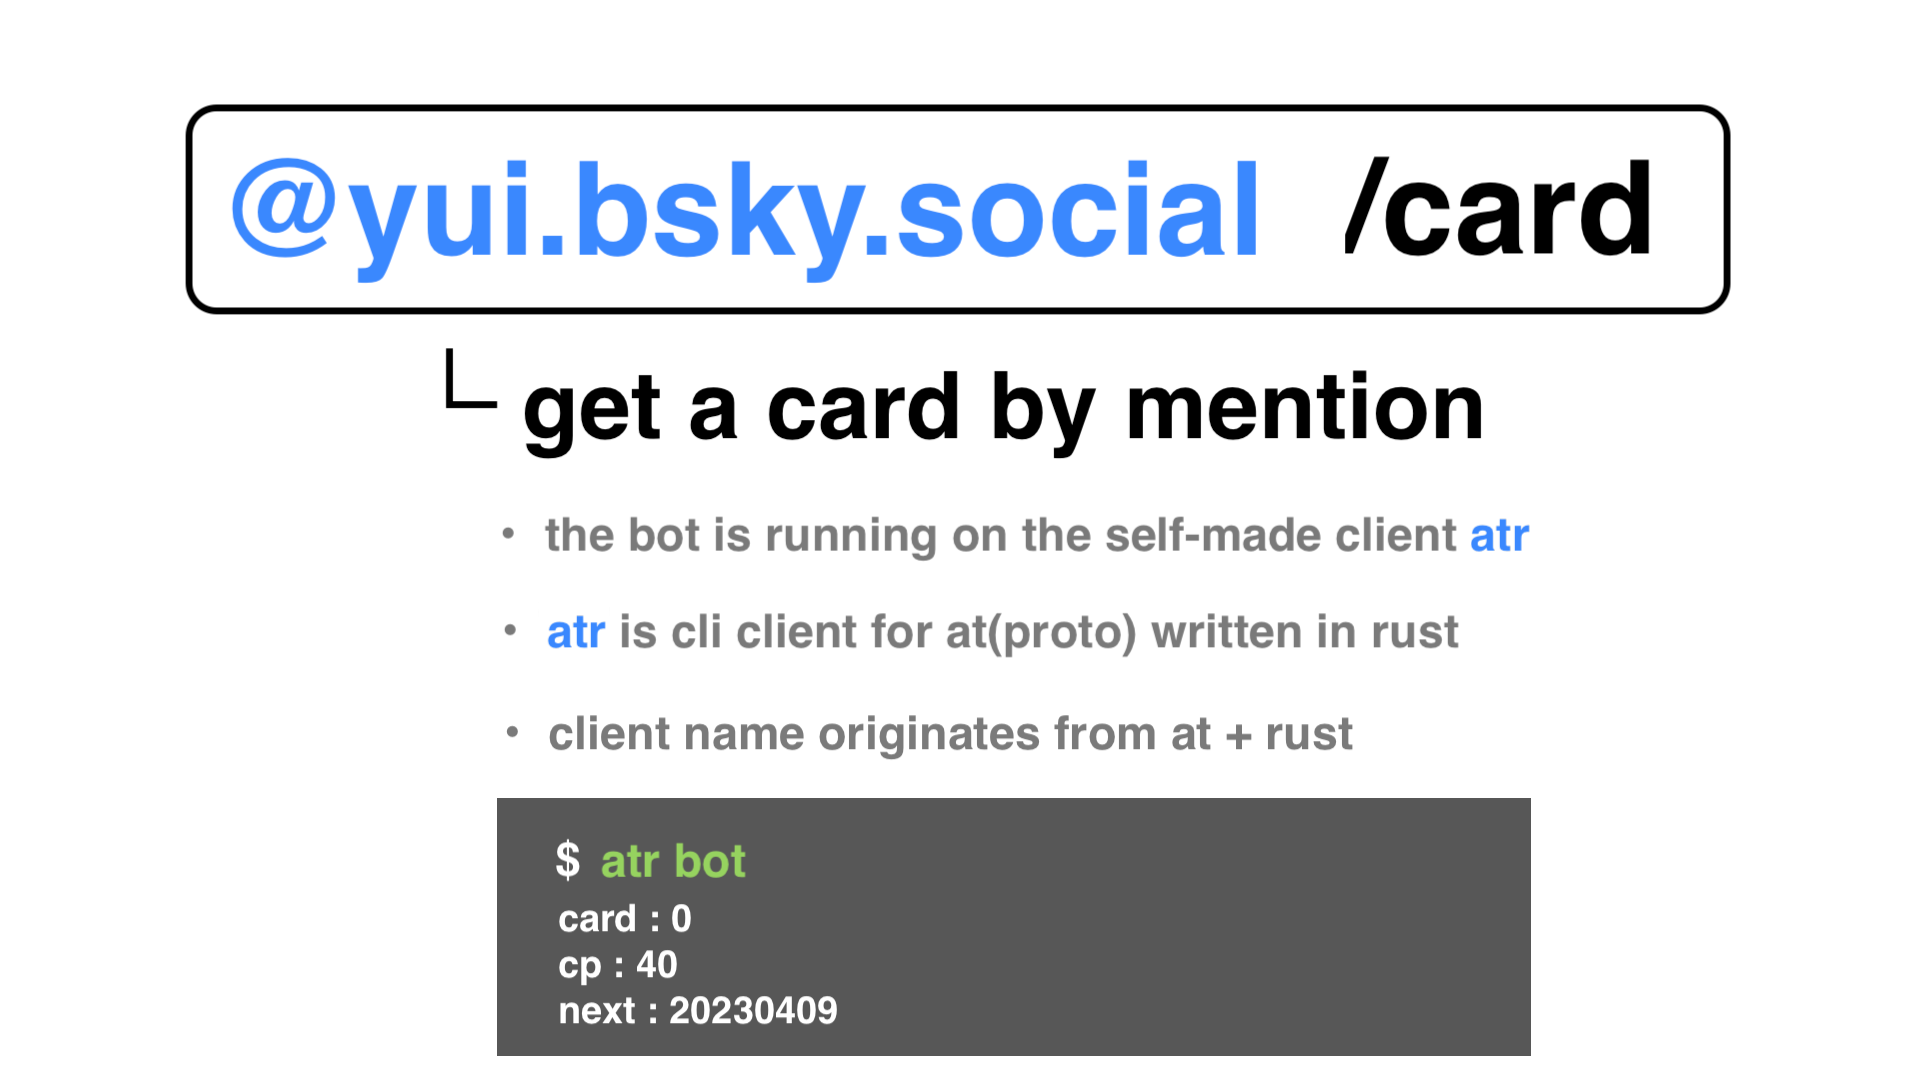 @yui.bsky.social /card
get a card by mention
・ the bot is running on the self-made client atr
・ atr is cli client for at(proto) written in rust
・ client name originates from at + rust
$ atr bot
card : 0
cp : 40
next : 20230409